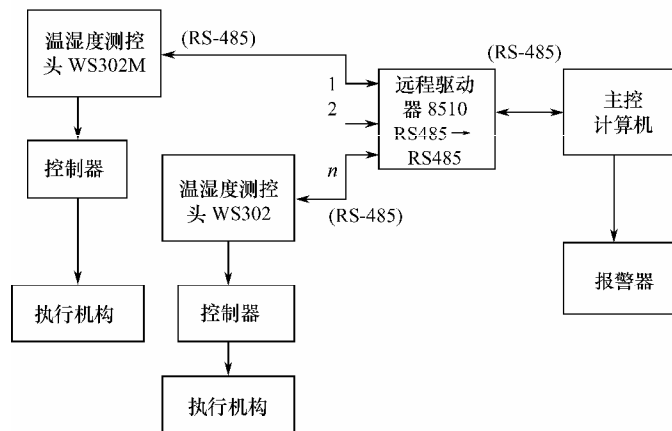 温湿度测控
头 WS302M
(RS-485)
控制器
执行机构
温湿度测控
头 WS302
(RS-485)
控制器
执行机构
1
2
n
远程驱动
器 8510
RS485→
RS485
(RS-485)
主控
计算机
报警器